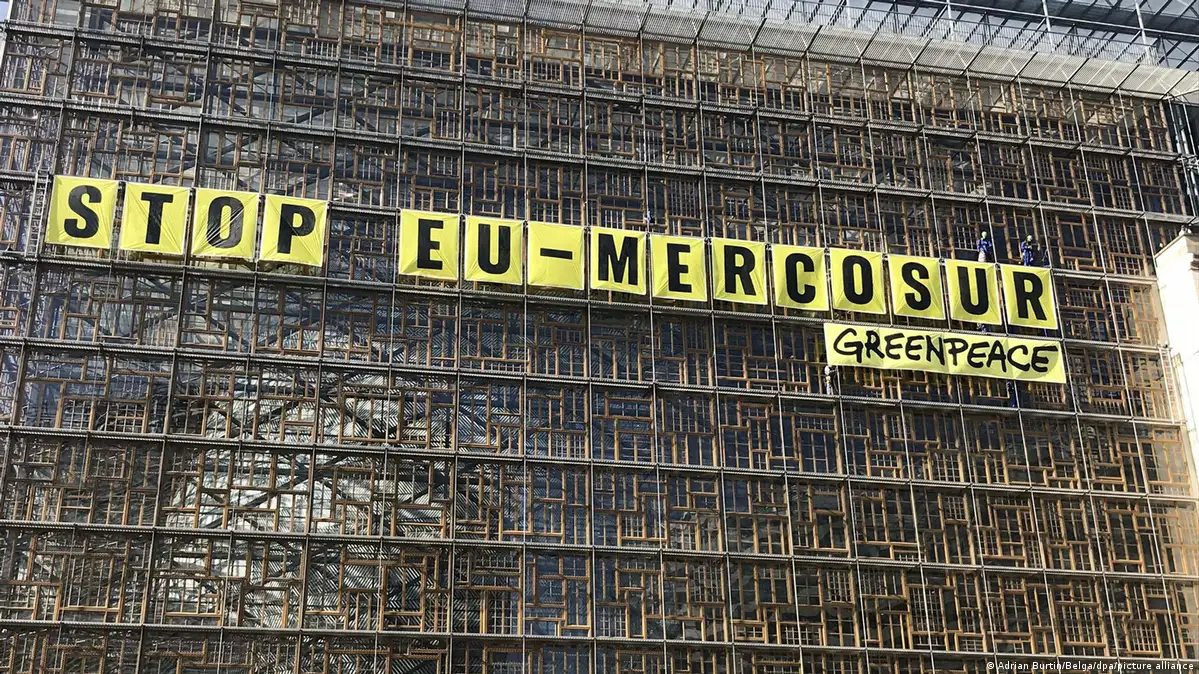 STOP EU-MERCOSUR
GREENPEACE
© Adrian Burtin/Belga/dpa/picture alliance